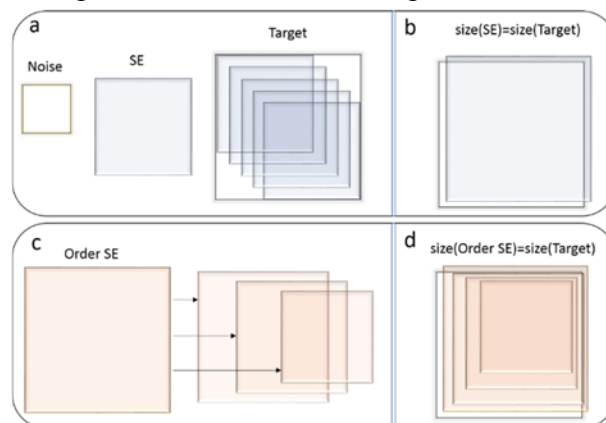 a
Noise
SE
Target
b
size(SE)=size(Target)
c
Order SE
d
size(Order SE)=size(Target)